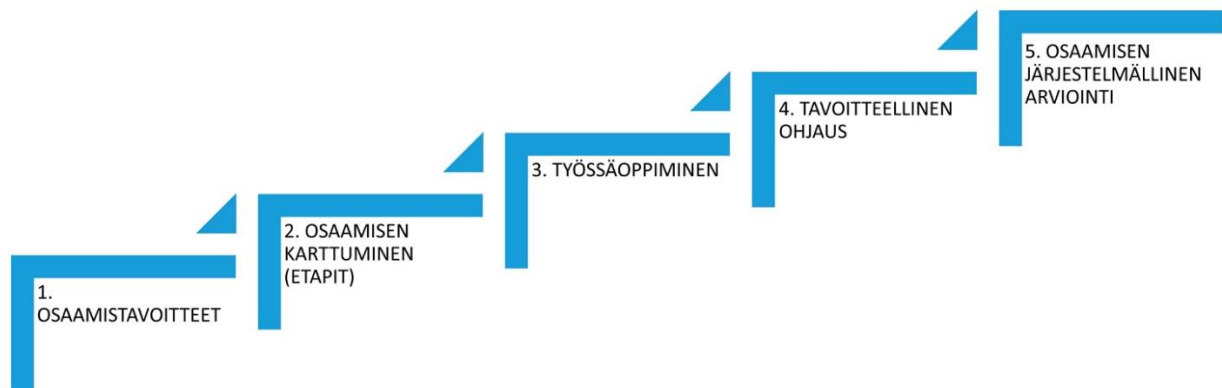 1.
OSAAMISTAVOITTEET
2. OSAAMISEN
KARTTUMINEN
(ETAPIT)
3. TYÖSSÄOPPIMINEN
4. TAVOITTEELLINEN
OHJAUS
5. OSAAMISEN
JÄRJESTELMÄLLINEN
ARVIOINTI